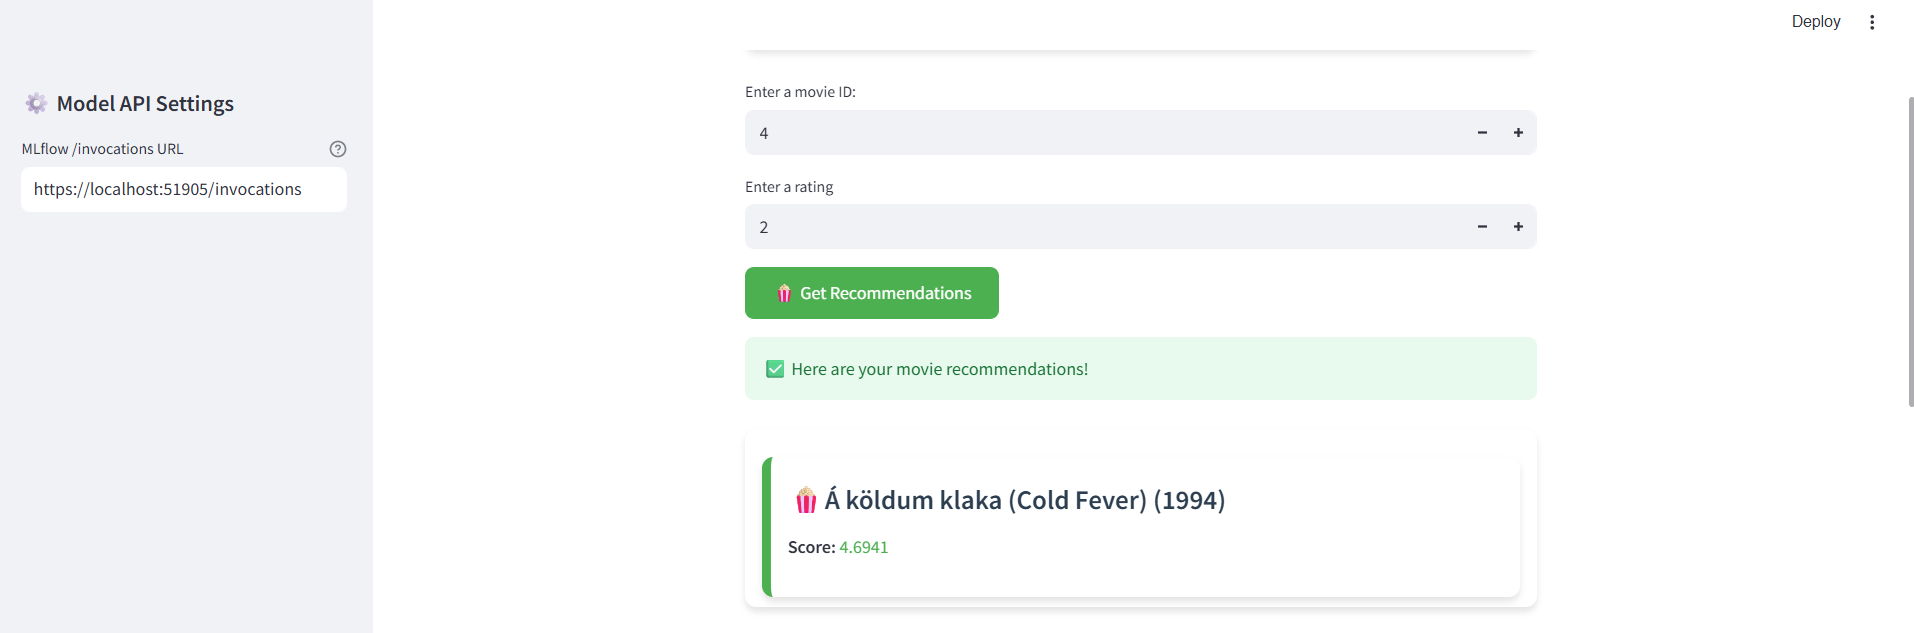 Deploy
Model API Settings
MLflow /invocations URL
https://localhost:51905/invocations
Enter a movie ID:
4
Enter a rating
2
Get Recommendations
Here are your movie recommendations!
Á köldum klaka (Cold Fever) (1994)
Score: 4.6941